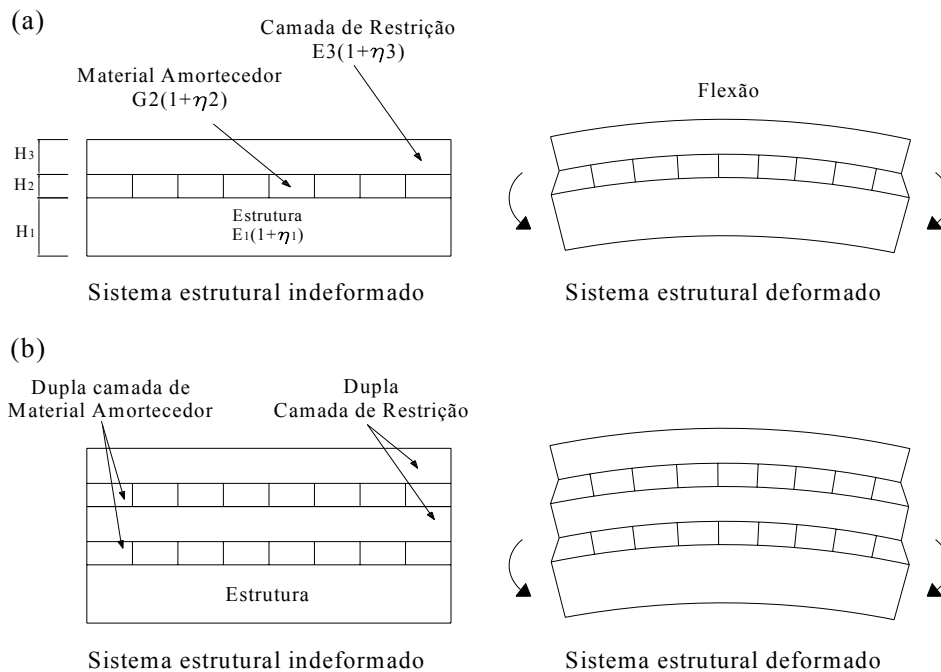 (a)
Camada de Restrição
E3(1+η3)
Material Amortecedor
G2(1+η2)
Flexão
H3
H2
H1
Estrutura
E1(1+η1)
Sistema estrutural indeformado
Sistema estrutural deformado
(b)
Dupla camada de
Material Amortecedor
Dupla
Camada de Restrição
Estrutura
Sistema estrutural indeformado
Sistema estrutural deformado